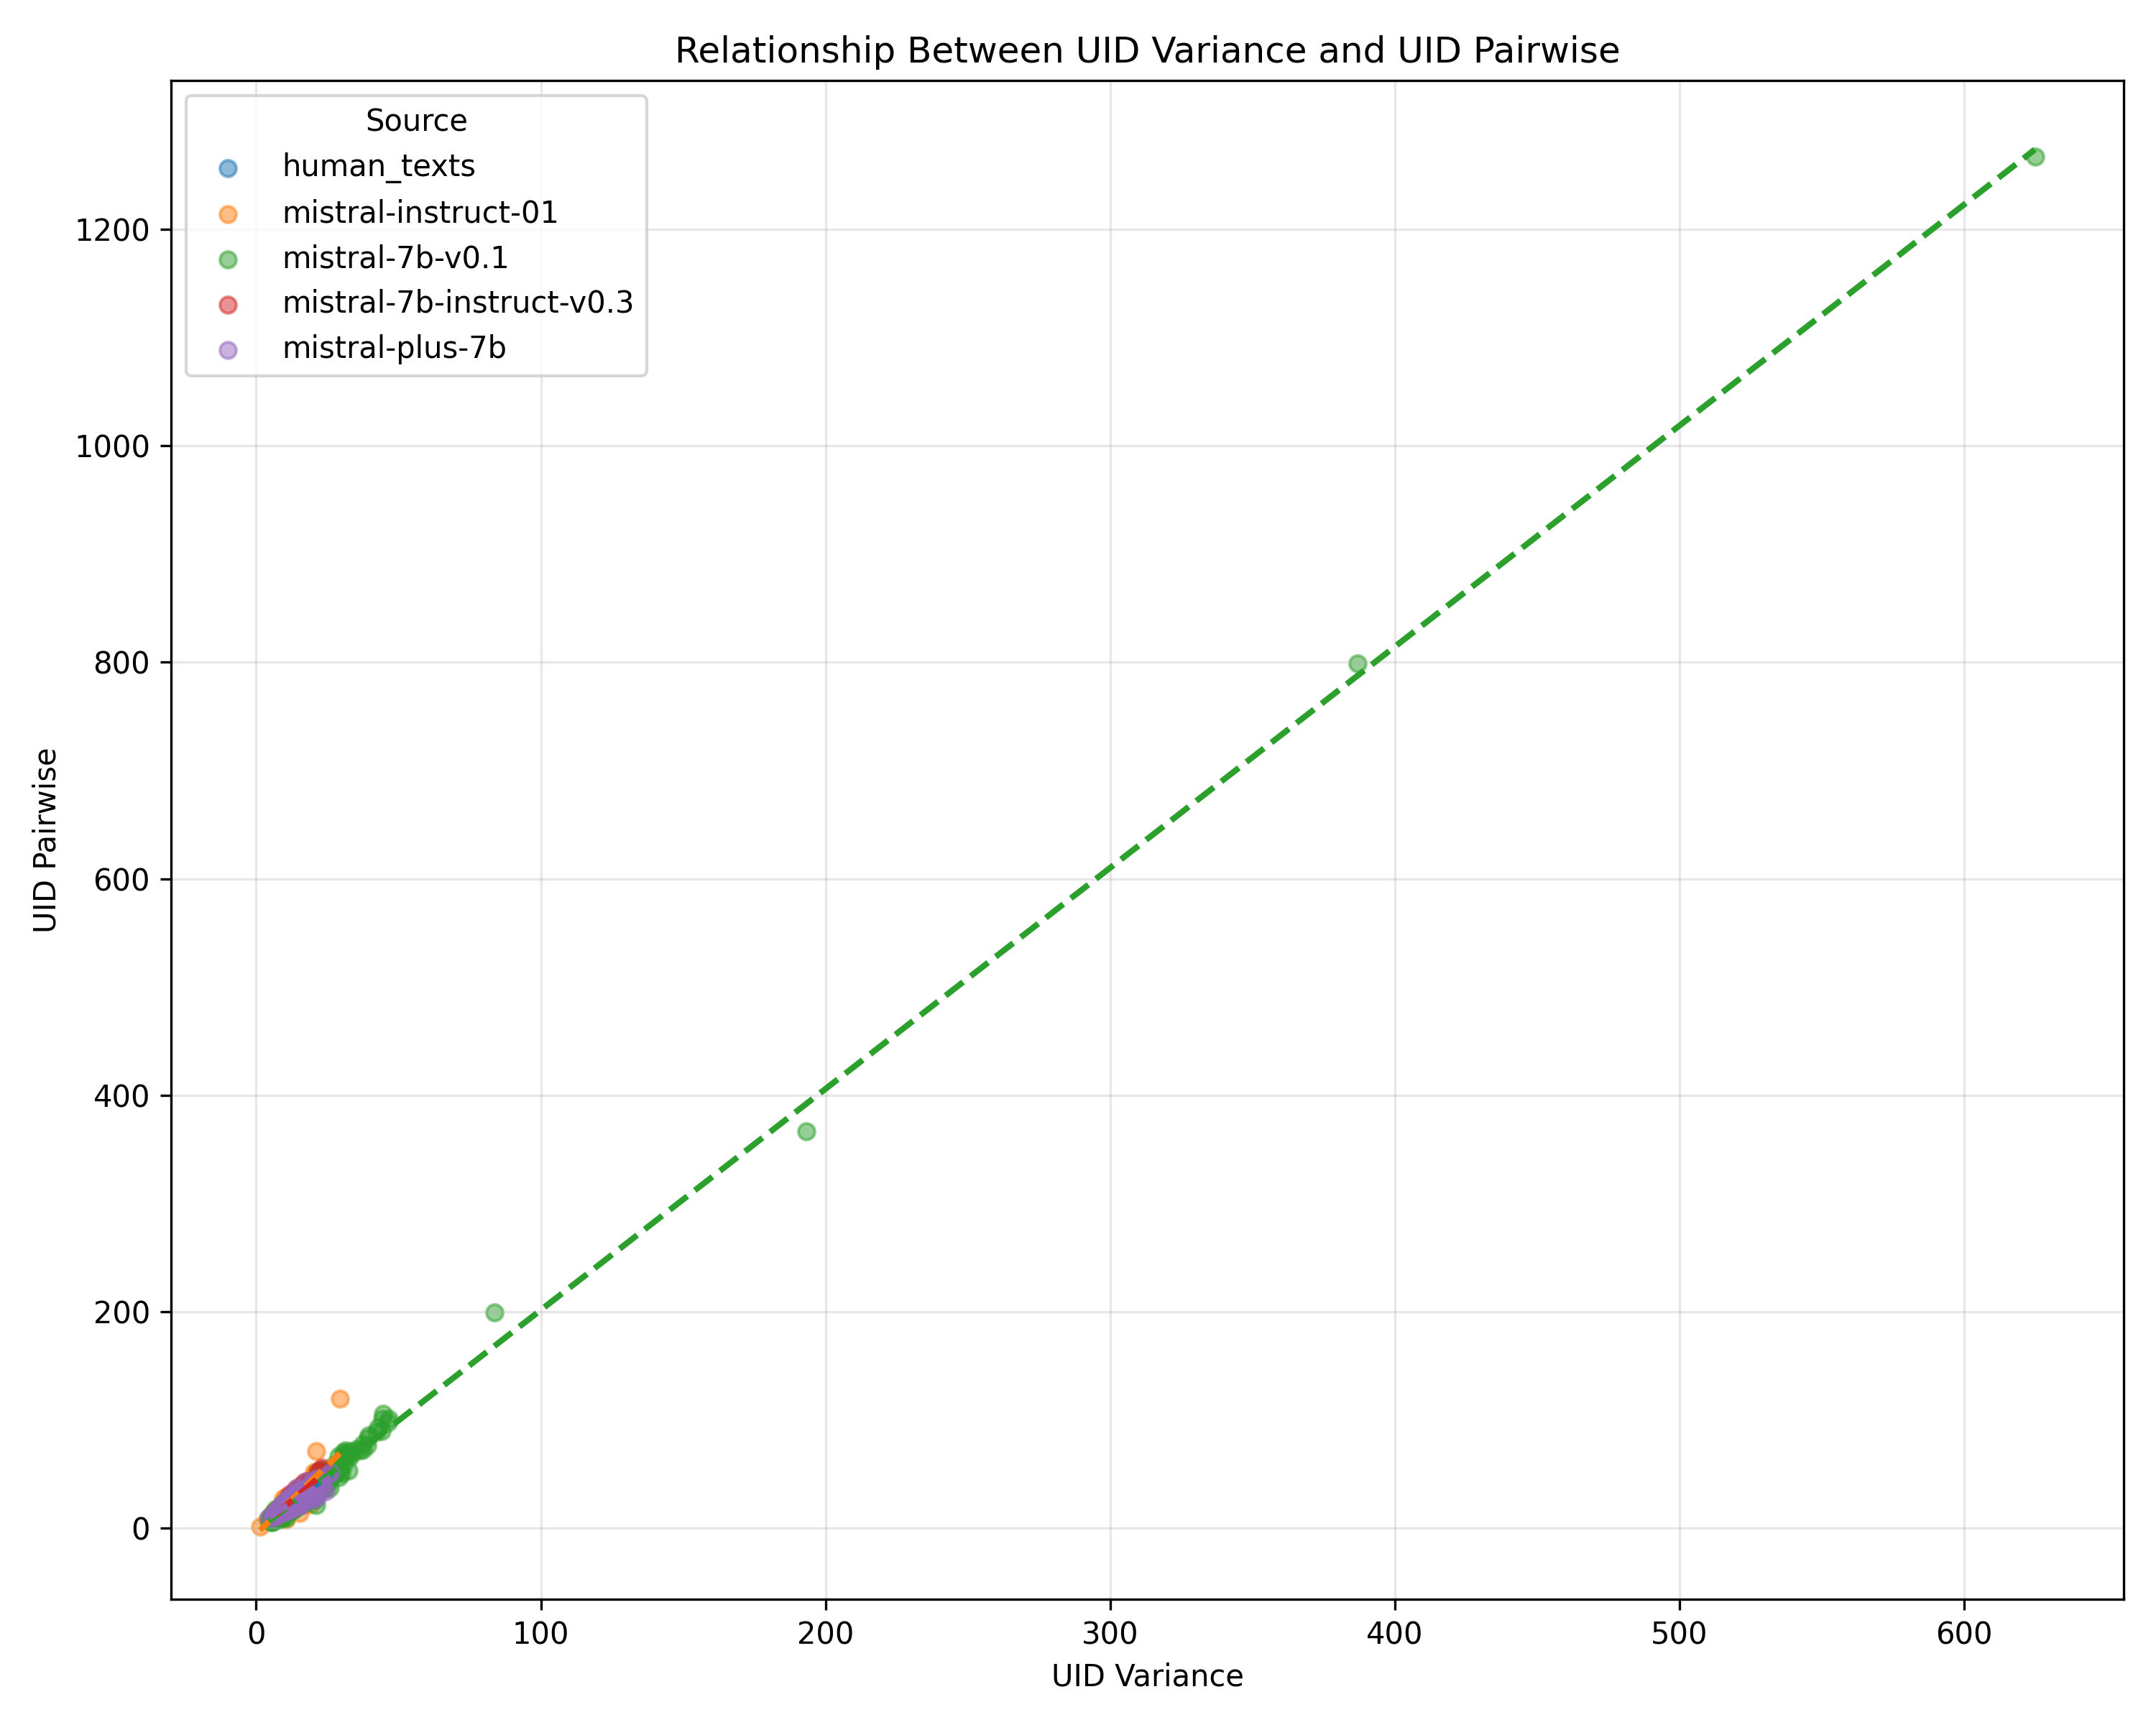 Relationship Between UID Variance and UID Pairwise
Source
human_texts
mistral-instruct-01
mistral-7b-v0.1
mistral-7b-instruct-v0.3
mistral-plus-7b
UID Pairwise
1200
1000
800
600
400
200
0
0 100 200 300 400 500 600
UID Variance